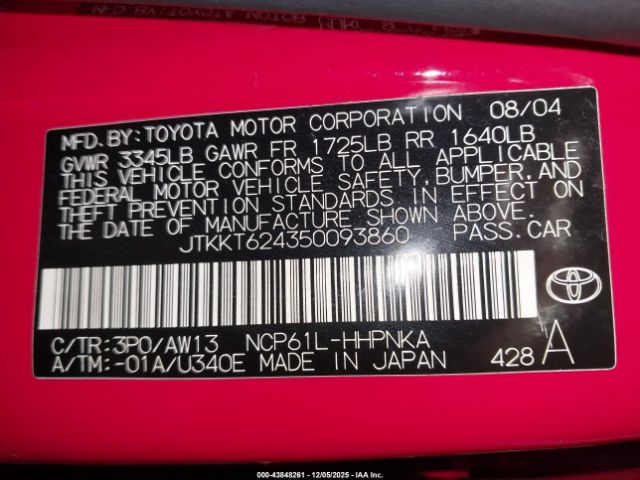 MFD. BY: TOYOTA MOTOR CORPORATION 08/04
GVWR 3345LB GAWR FR 1725LB RR 1640LB
THIS VEHICLE CONFORMS TO ALL APPLICABLE
FEDERAL MOTOR VEHICLE SAFETY, BUMPER, AND
THEFT PREVENTION STANDARDS IN EFFECT ON
THE DATE OF MANUFACTURE SHOWN ABOVE.
JTKKT624350093860 PASS.CAR
C/TR:3P0/AW13 NCP61L-HHPNKA
A/TM:-01A/U340E MADE IN JAPAN 428 A
000-43848261 - 12/05/2025 - IAA Inc.